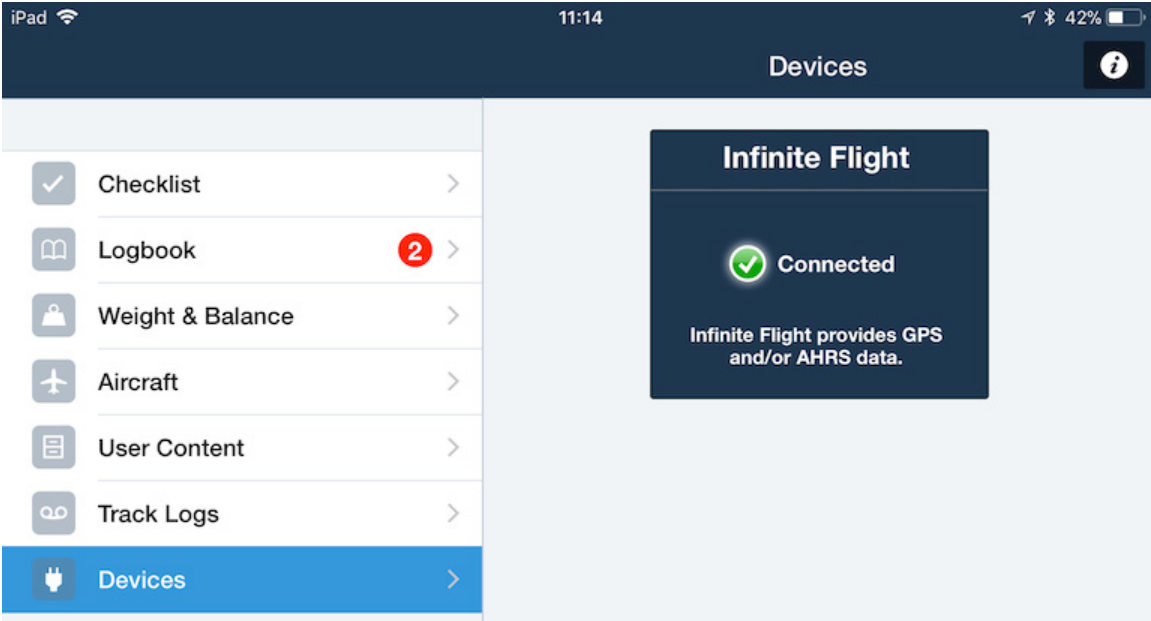 iPad
11:14
42%
Devices
Checklist
Logbook
2
Weight & Balance
Aircraft
User Content
Track Logs
Devices
Infinite Flight
Connected
Infinite Flight provides GPS
and/or AHRS data.